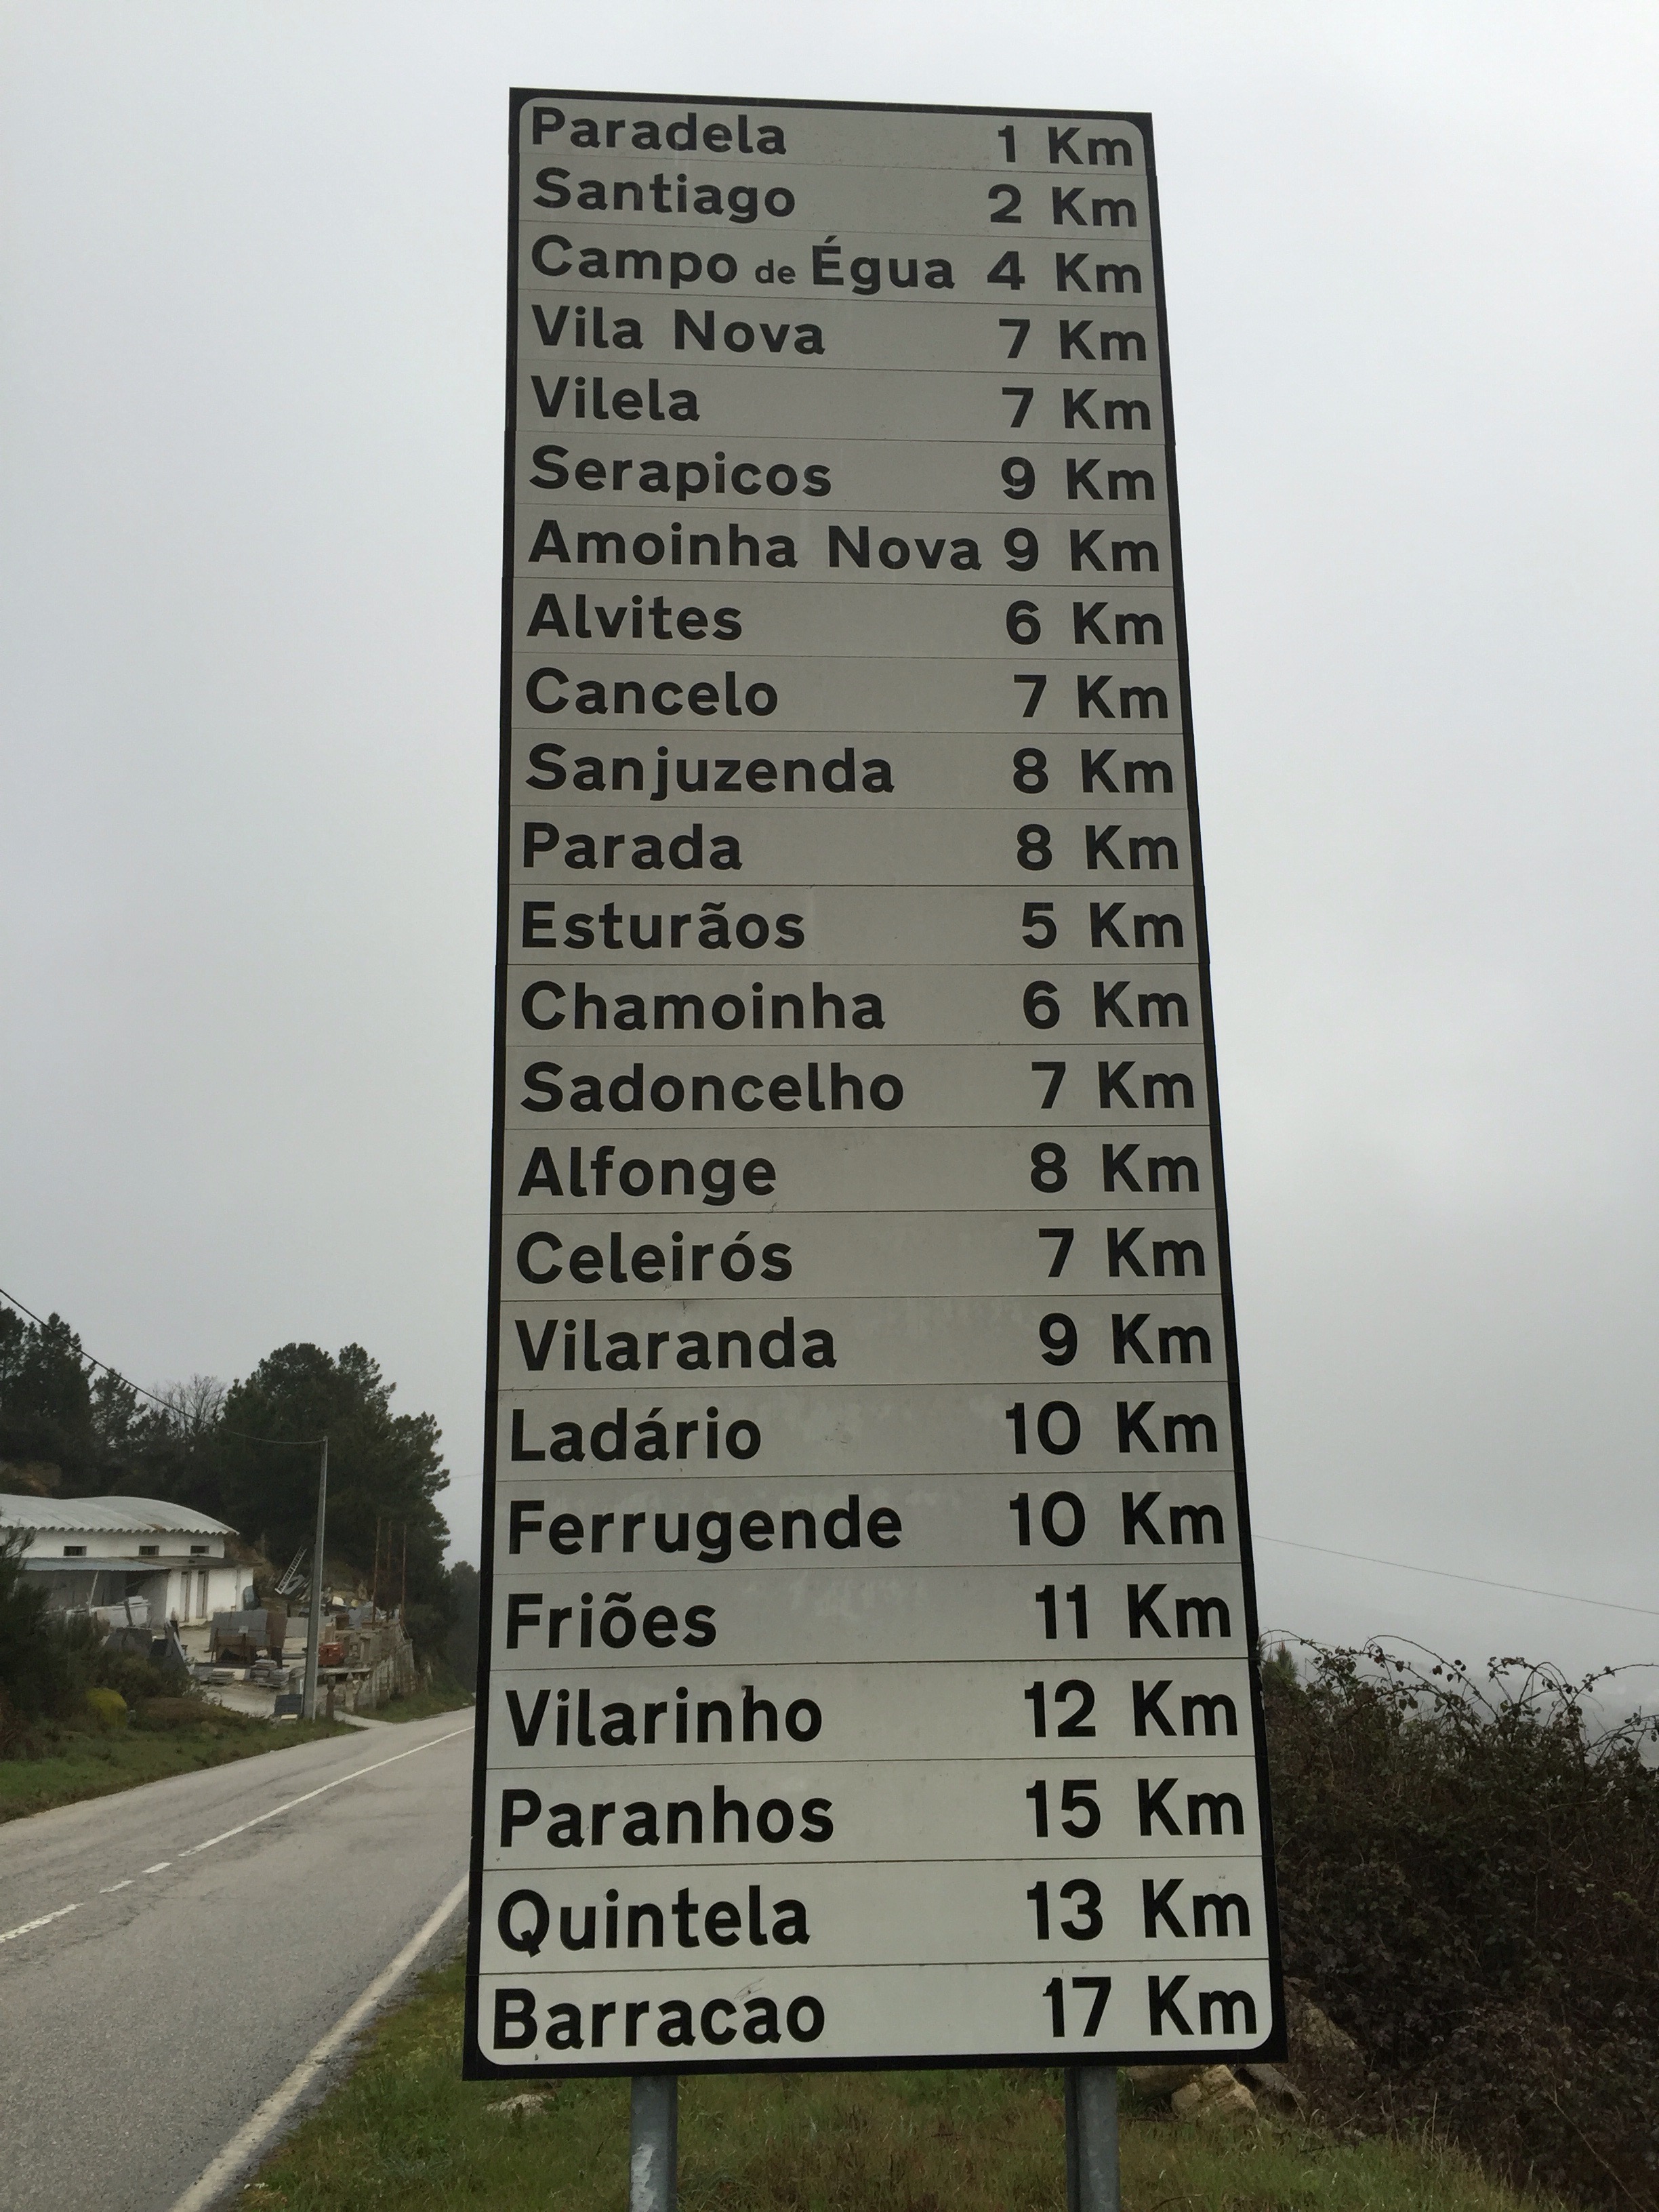 Paradela 1 Km
Santiago 2 Km
Campo de Égua 4 Km
Vila Nova 7 Km
Vilela 7 Km
Serapicos 9 Km
Amoinha Nova 9 Km
Alvites 6 Km
Cancelo 7 Km
Sanjuzenda 8 Km
Parada 8 Km
Esturãos 5 Km
Chamoinha 6 Km
Sadoncelho 7 Km
Alfonge 8 Km
Celeirós 7 Km
Vilaranda 9 Km
Ladário 10 Km
Ferrugende 10 Km
Friões 11 Km
Vilarinho 12 Km
Paranhos 15 Km
Quintela 13 Km
Barracao 17 Km